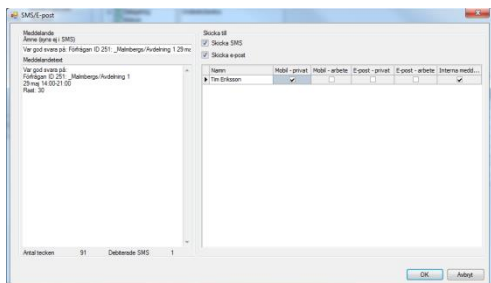 SMS/E-post
Meddelande
Ämne (syns ej i SMS)
Var god svara på: Förfrågan ID 251: _Malmbergs/Avdelning 1 29 ma
Meddelandetext
Var god svara på:
Förfrågan ID 251: _Malmbergs/Avdelning 1
29 maj 14:00-21:00
Rast: 30
Antal tecken 91 Debiterade SMS 1
Skicka till
Skicka SMS
Skicka e-post
Namn Mobil - privat Mobil - arbete E-post - privat E-post - arbete Interna medd...
Tim Eriksson
OK Avbryt